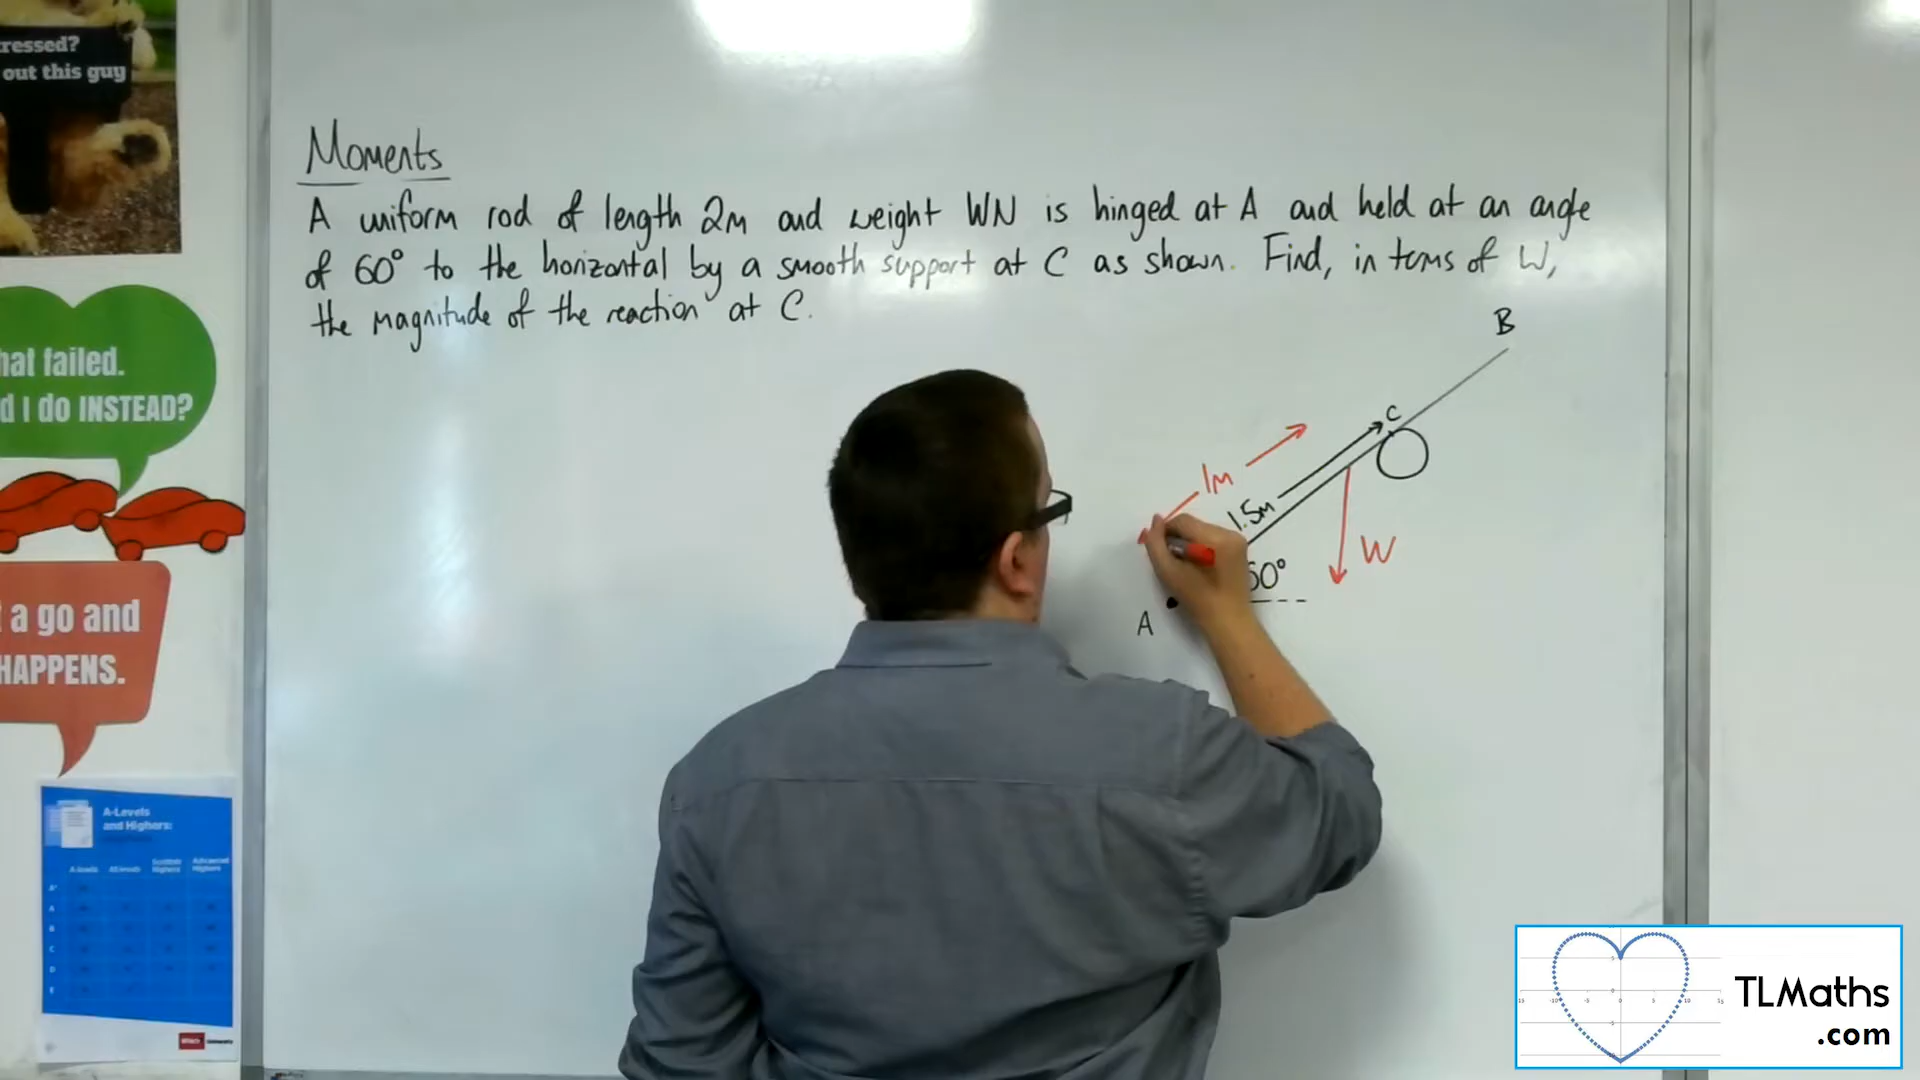 ressed?
out this guy
hat failed.
d I do INSTEAD?
a go and
HAPPENS.
A-Levels
and Highers:
Moments
A uniform rod of length 2m and weight WN is hinged at A and held at an angle
of 60° to the horizontal by a smooth support at C as shown. Find, in terms of W,
the magnitude of the reaction at C.
B
C
1m
1.5m
W
60°
A
TLMaths
.com